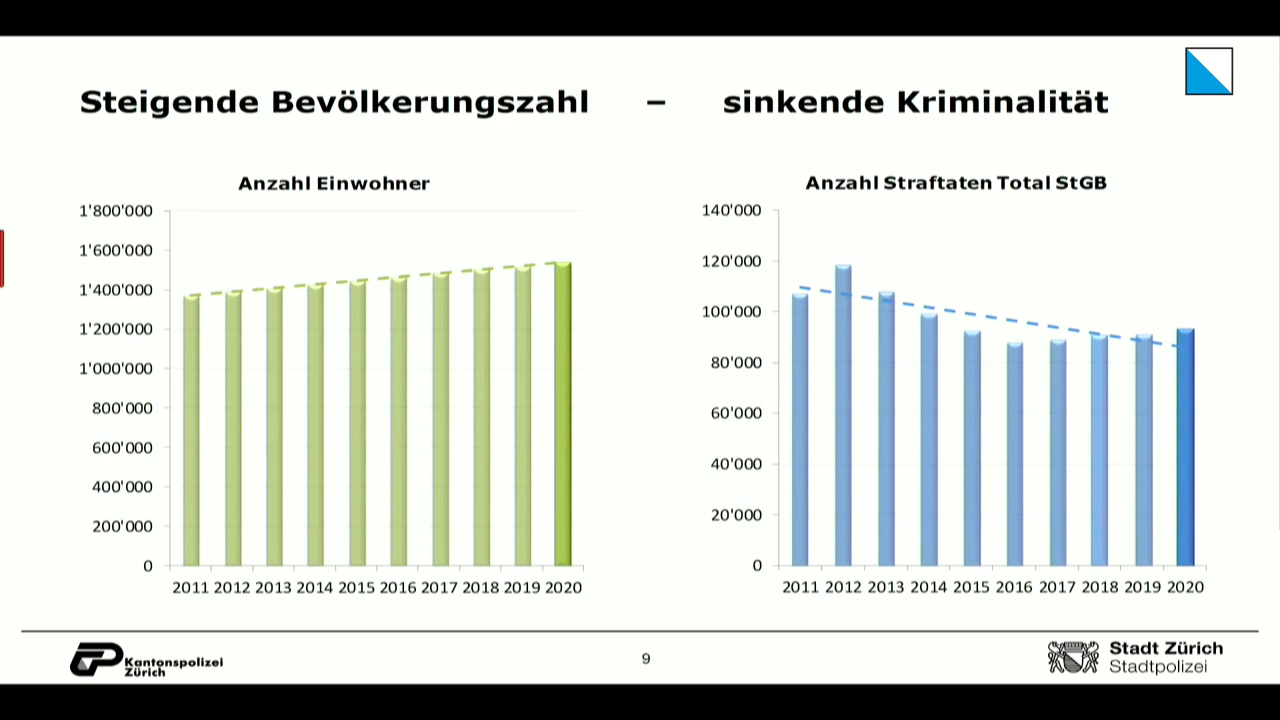 Steigende Bevölkerungszahl – sinkende Kriminalität
Anzahl Einwohner
1'800'000
1'600'000
1'400'000
1'200'000
1'000'000
800'000
600'000
400'000
200'000
0
2011 2012 2013 2014 2015 2016 2017 2018 2019 2020
Anzahl Straftaten Total StGB
140'000
120'000
100'000
80'000
60'000
40'000
20'000
0
2011 2012 2013 2014 2015 2016 2017 2018 2019 2020
Kantonspolizei
Zürich
9
Stadt Zürich
Stadtpolizei